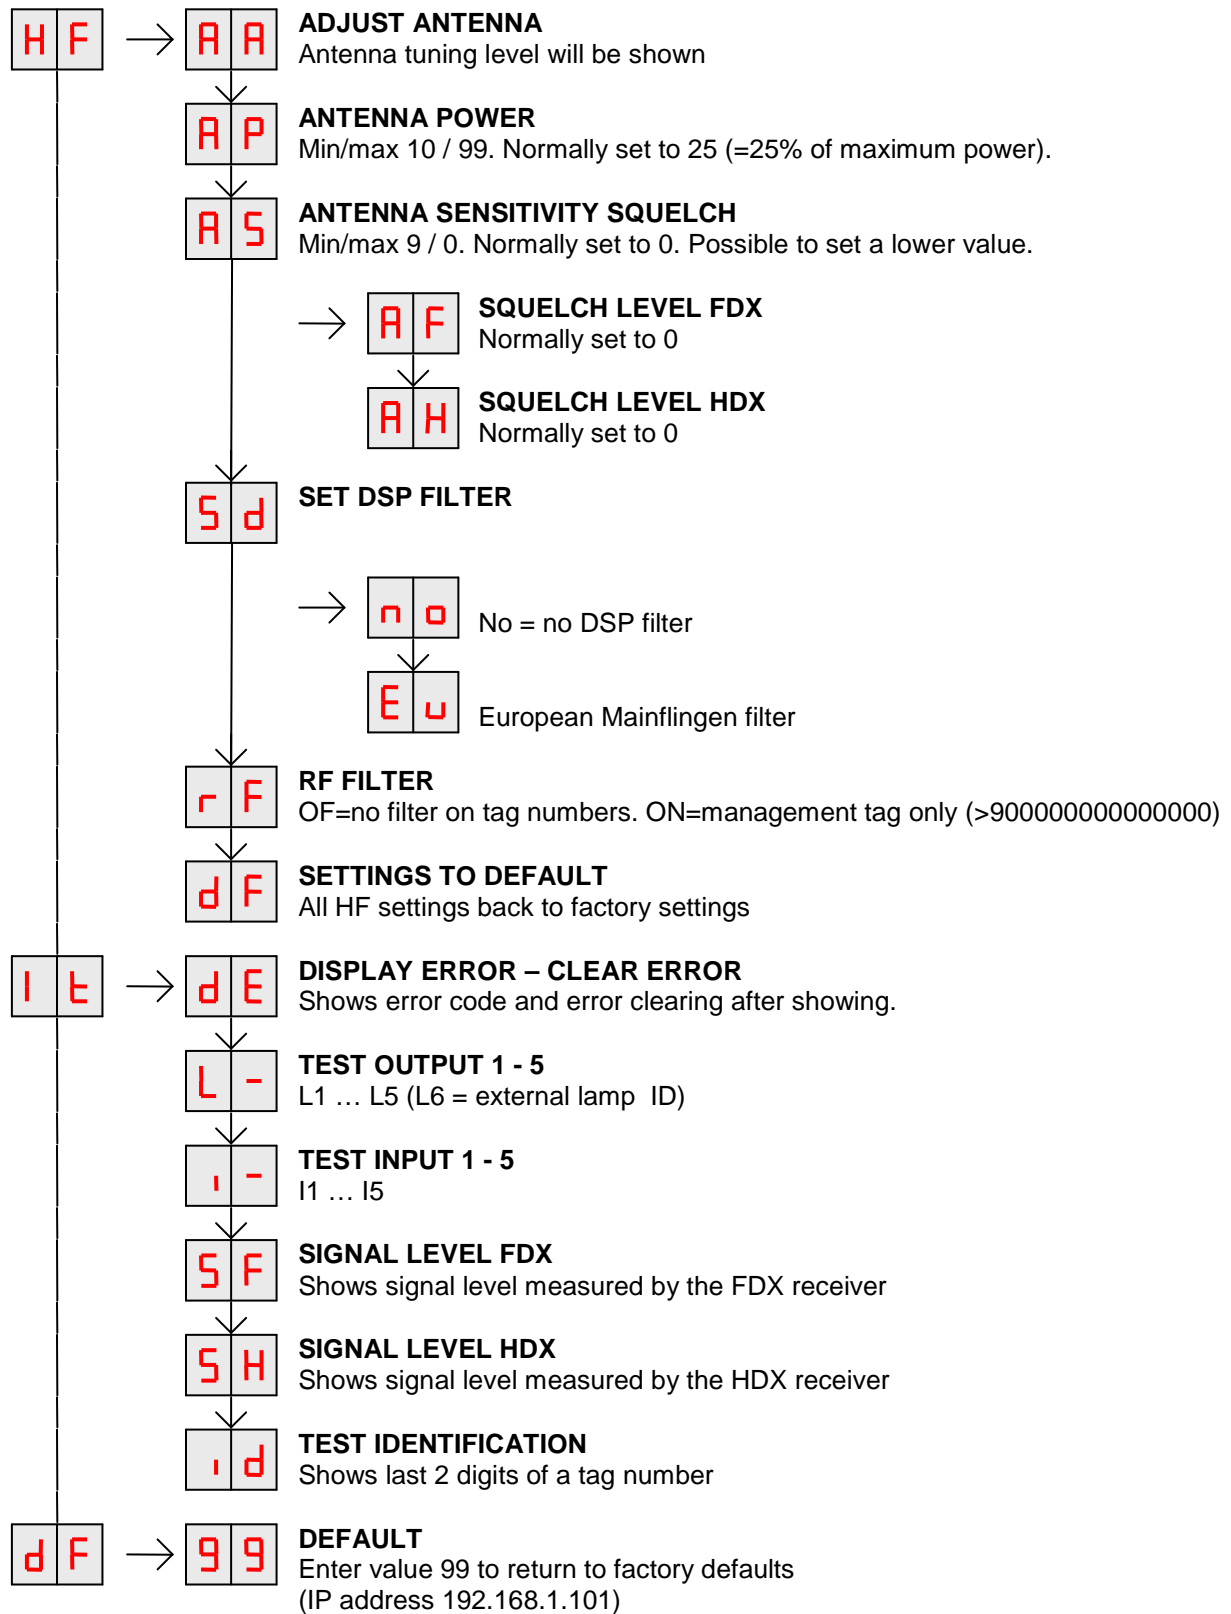 HF AA ADJUST ANTENNA
Antenna tuning level will be shown
AP ANTENNA POWER
Min/max 10 / 99. Normally set to 25 (=25% of maximum power).
AS ANTENNA SENSITIVITY SQUELCH
Min/max 9 / 0. Normally set to 0. Possible to set a lower value.
AF SQUELCH LEVEL FDX
Normally set to 0
AH SQUELCH LEVEL HDX
Normally set to 0
Sd SET DSP FILTER
no No = no DSP filter
Eu European Mainflingen filter
rF RF FILTER
OF=no filter on tag numbers. ON=management tag only (>900000000000000)
dF SETTINGS TO DEFAULT
All HF settings back to factory settings
It dE DISPLAY ERROR – CLEAR ERROR
Shows error code and error clearing after showing.
L- TEST OUTPUT 1 - 5
L1 … L5 (L6 = external lamp  ID)
i- TEST INPUT 1 - 5
I1 … I5
SF SIGNAL LEVEL FDX
Shows signal level measured by the FDX receiver
SH SIGNAL LEVEL HDX
Shows signal level measured by the HDX receiver
id TEST IDENTIFICATION
Shows last 2 digits of a tag number
dF 99 DEFAULT
Enter value 99 to return to factory defaults
(IP address 192.168.1.101)